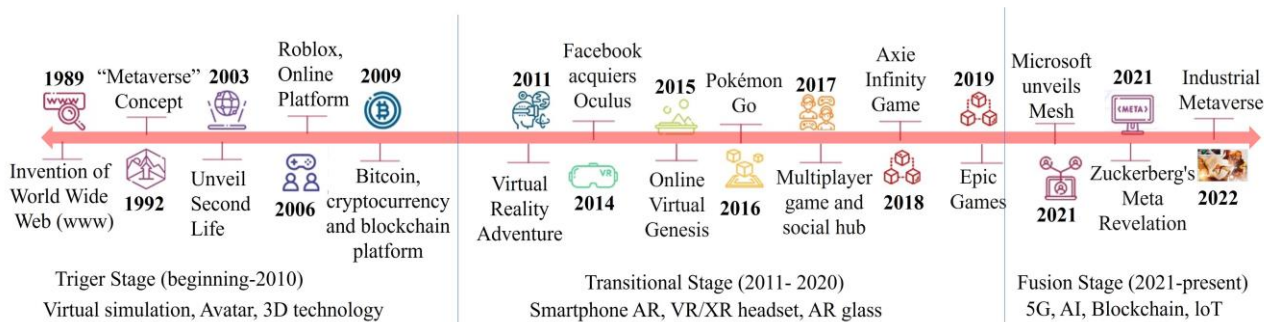 1989
WWW
Invention of
World Wide
Web (www)
“Metaverse”
Concept
1992
2003
Unveil
Second
Life
Roblox,
Online
Platform
2006
2009
Bitcoin,
cryptocurrency
and blockchain
platform
Triger Stage (beginning-2010)
Virtual simulation, Avatar, 3D technology
2011
Virtual
Reality
Adventure
Facebook
acquiers
Oculus
VR
2014
2015
Online
Virtual
Genesis
Pokémon
Go
2016
2017
Multiplayer
game and
social hub
Axie
Infinity
Game
2018
2019
Epic
Games
Transitional Stage (2011- 2020)
Smartphone AR, VR/XR headset, AR glass
Microsoft
unveils
Mesh
2021
2021
<META>
Zuckerberg's
Meta
Revelation
Industrial
Metaverse
2022
Fusion Stage (2021-present)
5G, AI, Blockchain, loT